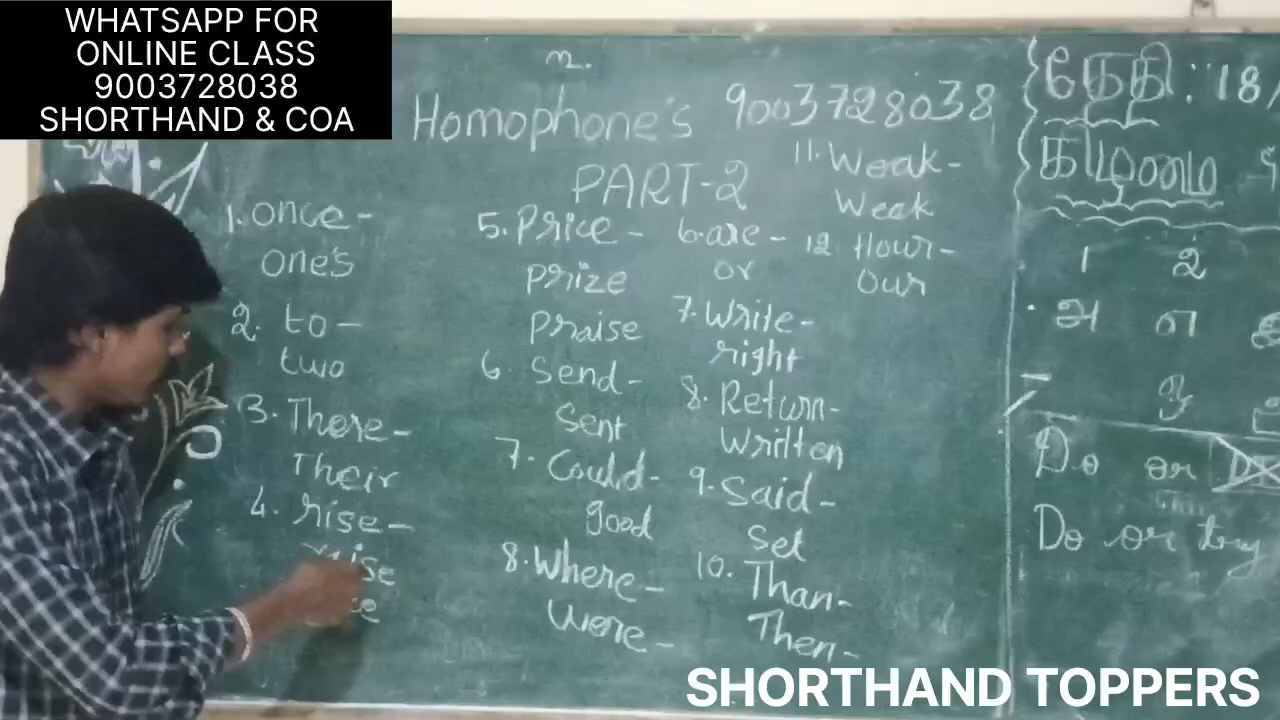 WHATSAPP FOR
ONLINE CLASS
9003728038
SHORTHAND & COA
Homophone's 9003728038
PART-2
1. once -
one's
2. to -
two
3. There -
Their
4. rise -
raise
5. Price -
prize
praise
6. Send -
Sent
7. Could -
good
8. Where -
Were -
6. are -
or
7. Write -
right
8. Return -
Written
9. Said -
Set
10. Than -
Then -
11. Weak -
Week
12 Hour -
Our
தேதி : 18/
கிழமை
1 2
அ எ
Do or
Do or try
SHORTHAND TOPPERS